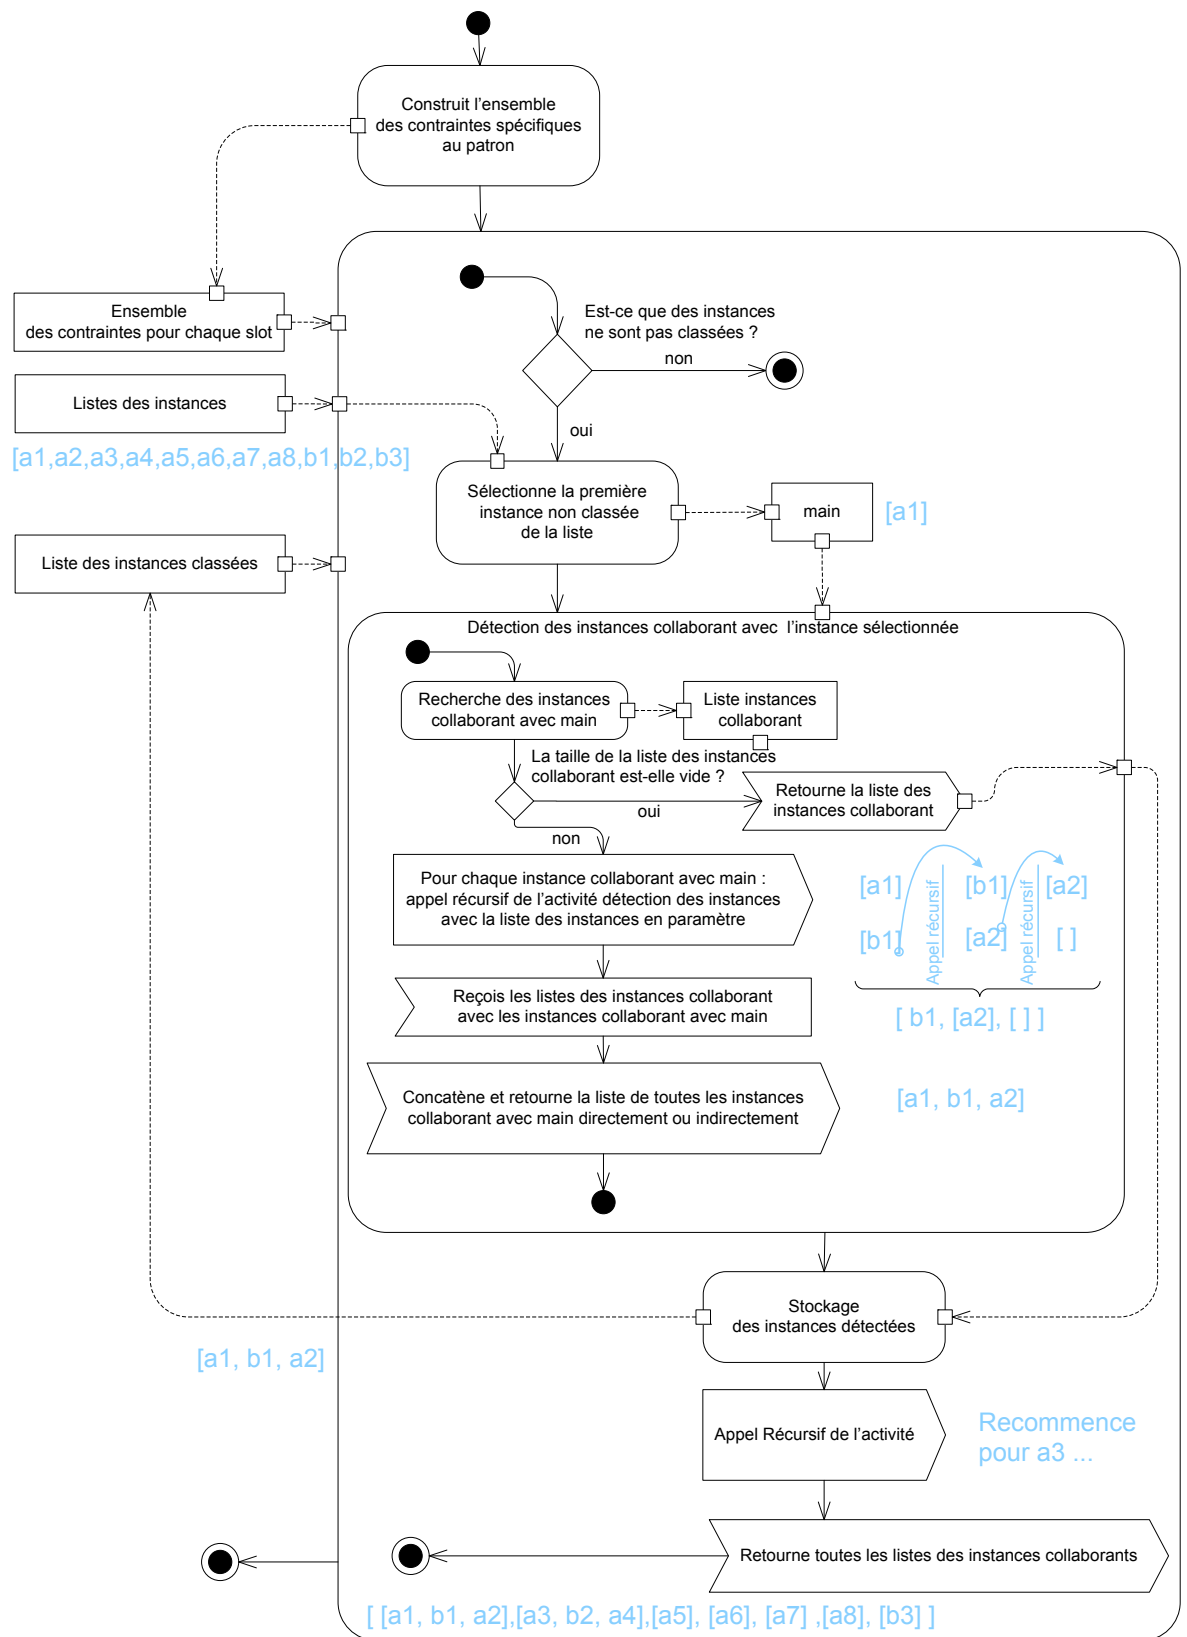 Construit l’ensemble
des contraintes spécifiques
au patron
Ensemble
des contraintes pour chaque slot
Est-ce que des instances
ne sont pas classées ?
non
oui
Listes des instances
[a1,a2,a3,a4,a5,a6,a7,a8,b1,b2,b3]
Sélectionne la première
instance non classée
de la liste
main
[a1]
Liste des instances classées
Détection des instances collaborant avec l’instance sélectionnée
Recherche des instances
collaborant avec main
Liste instances
collaborant
La taille de la liste des instances
collaborant est-elle vide ?
oui
Retourne la liste des
instances collaborant
non
Pour chaque instance collaborant avec main :
appel récursif de l’activité détection des instances
avec la liste des instances en paramètre
[a1]
[b1]
Appel récursif
[b1]
[a2]
Appel récursif
[a2]
[ ]
[ b1, [a2], [ ] ]
Reçois les listes des instances collaborant
avec les instances collaborant avec main
Concatène et retourne la liste de toutes les instances
collaborant avec main directement ou indirectement
[a1, b1, a2]
Stockage
des instances détectées
[a1, b1, a2]
Appel Récursif de l’activité
Recommence
pour a3 ...
Retourne toutes les listes des instances collaborants
[ [a1, b1, a2],[a3, b2, a4],[a5], [a6], [a7] ,[a8], [b3] ]